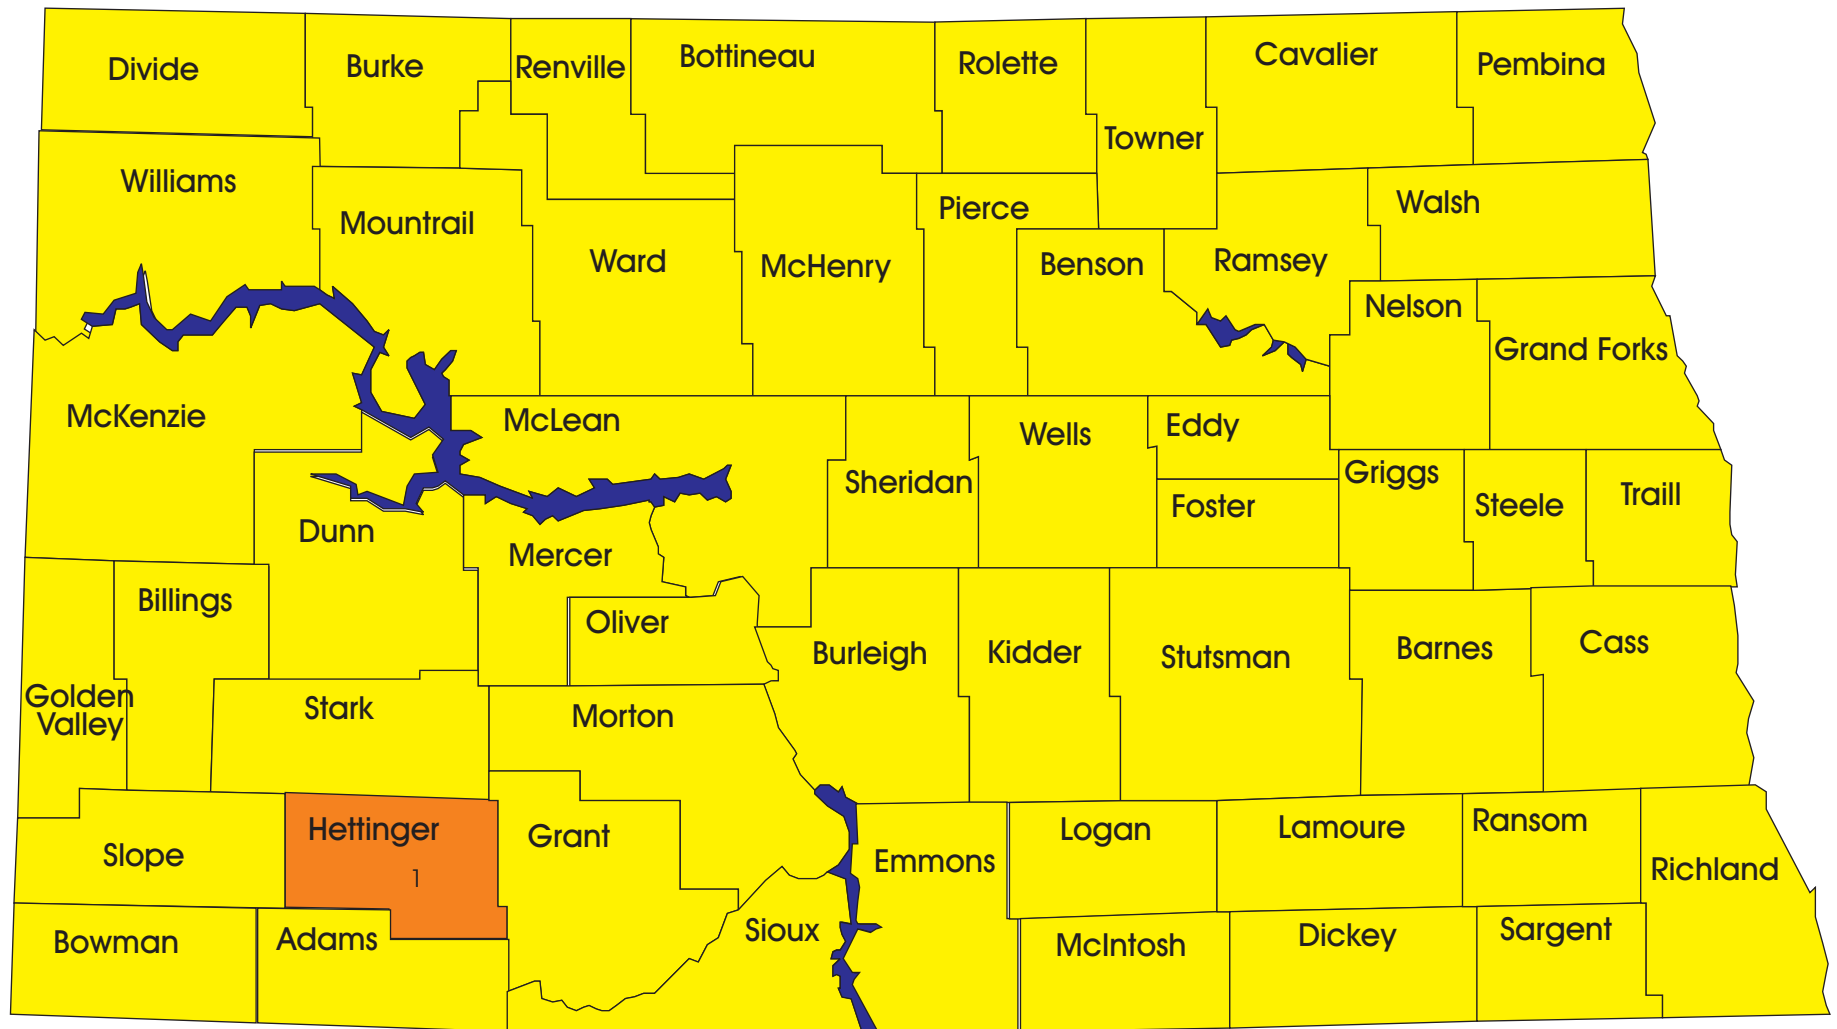 Divide
Burke
Renville
Bottineau
Rolette
Cavalier
Pembina
Towner
Williams
Mountrail
Ward
McHenry
Pierce
Benson
Ramsey
Walsh
Nelson
Grand Forks
McKenzie
McLean
Sheridan
Wells
Eddy
Foster
Griggs
Steele
Traill
Dunn
Mercer
Billings
Oliver
Burleigh
Kidder
Stutsman
Barnes
Cass
Golden
Valley
Stark
Morton
Slope
Hettinger
1
Grant
Emmons
Logan
Lamoure
Ransom
Richland
Bowman
Adams
Sioux
McIntosh
Dickey
Sargent